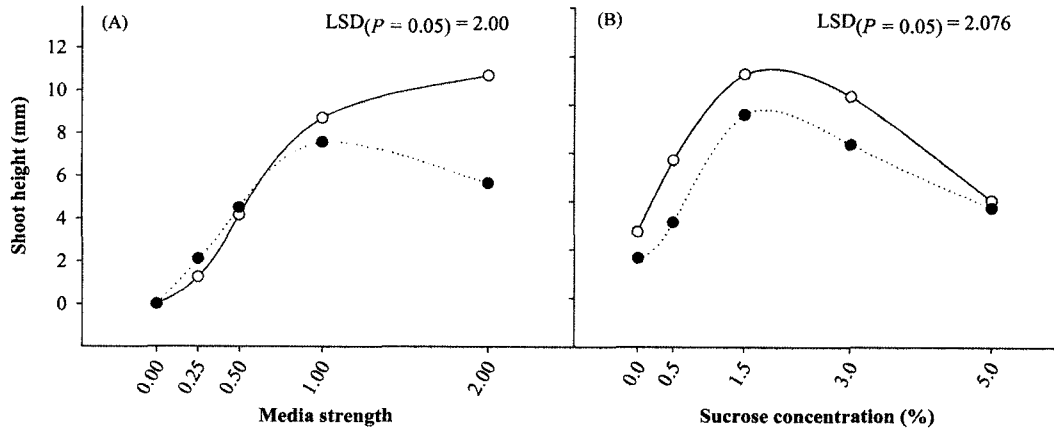 (A)
LSD(P = 0.05) = 2.00
(B)
LSD(P = 0.05) = 2.076
Shoot height (mm)
12
10
8
6
4
2
0
0.00
0.25
0.50
1.00
2.00
0.0
0.5
1.5
3.0
5.0
Media strength
Sucrose concentration (%)